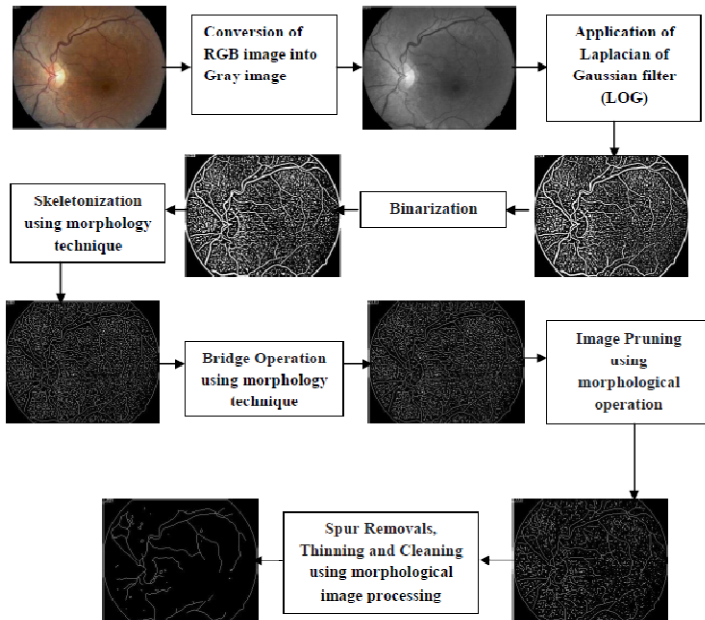 Conversion of
RGB image into
Gray image
Application of
Laplacian of
Gaussian filter
(LOG)
Skeletonization
using morphology
technique
Binarization
Bridge Operation
using morphology
technique
Image Pruning
using
morphological
operation
Spur Removals,
Thinning and Cleaning
using morphological
image processing